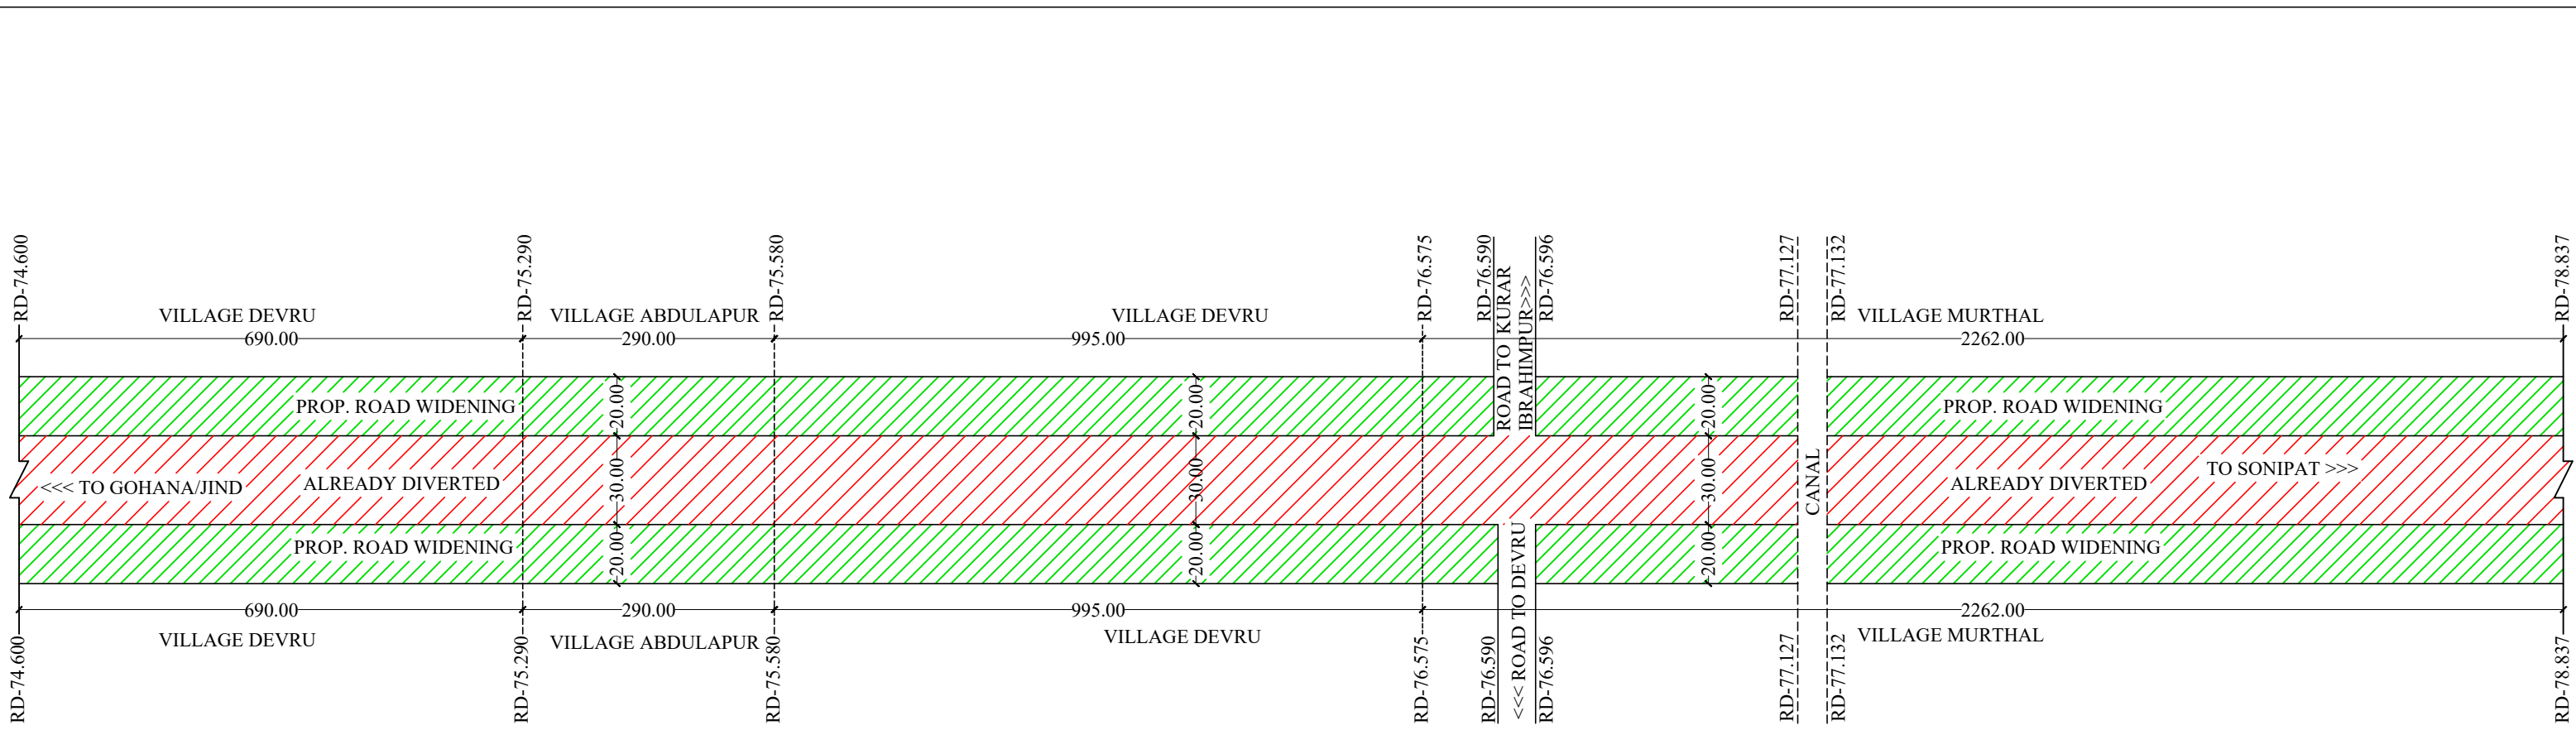 RD-74.600
RD-75.290
RD-75.580
RD-76.575
RD-76.590
ROAD TO KURAR
IBRAHIMPUR>>>
RD-76.596
RD-77.127
RD-77.132
RD-78.837
VILLAGE DEVRU
VILLAGE ABDULAPUR
VILLAGE DEVRU
VILLAGE MURTHAL
690.00
290.00
995.00
2262.00
PROP. ROAD WIDENING
20.00
20.00
20.00
PROP. ROAD WIDENING
<<< TO GOHANA/JIND
ALREADY DIVERTED
30.00
30.00
30.00
CANAL
ALREADY DIVERTED
TO SONIPAT >>>
PROP. ROAD WIDENING
20.00
20.00
20.00
PROP. ROAD WIDENING
690.00
290.00
995.00
2262.00
VILLAGE DEVRU
VILLAGE ABDULAPUR
VILLAGE DEVRU
VILLAGE MURTHAL
RD-74.600
RD-75.290
RD-75.580
RD-76.575
RD-76.590
<<< ROAD TO DEVRU
RD-76.596
RD-77.127
RD-77.132
RD-78.837